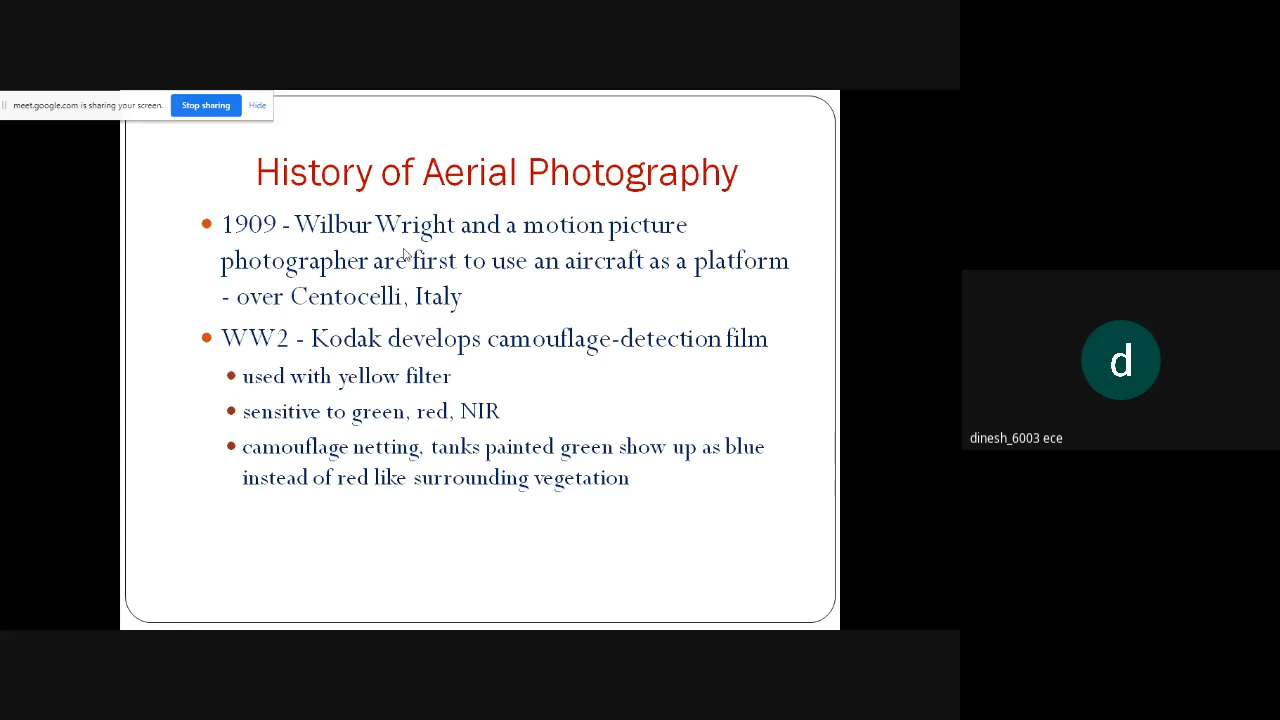 meet.google.com is sharing your screen.
Stop sharing
Hide
History of Aerial Photography
• 1909 - Wilbur Wright and a motion picture
photographer are first to use an aircraft as a platform
- over Centocelli, Italy
• WW2 - Kodak develops camouflage-detection film
• used with yellow filter
• sensitive to green, red, NIR
• camouflage netting, tanks painted green show up as blue
instead of red like surrounding vegetation
d
dinesh_6003 ece